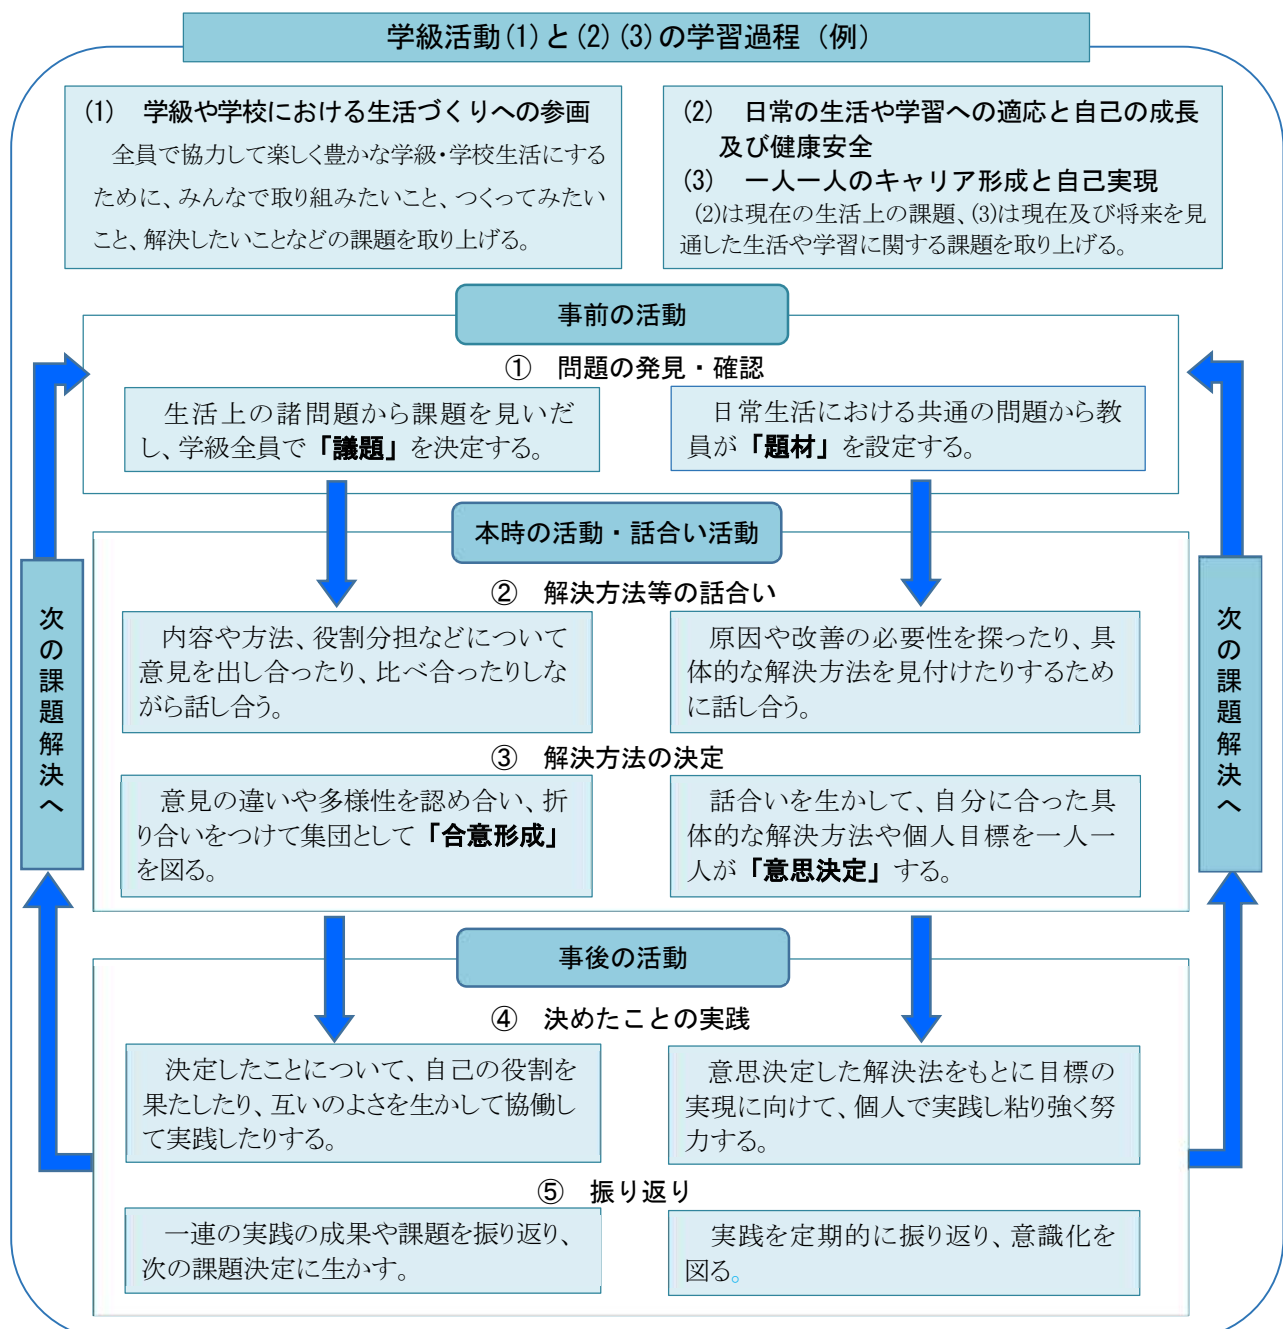 学級活動(1)と(2)(3)の学習過程（例）
(1)　学級や学校における生活づくりへの参画
全員で協力して楽しく豊かな学級・学校生活にする
ために、みんなで取り組みたいこと、つくってみたい
こと、解決したいことなどの課題を取り上げる。
(2)　日常の生活や学習への適応と自己の成長
及び健康安全
(3)　一人一人のキャリア形成と自己実現
(2)は現在の生活上の課題、(3)は現在及び将来を見
通した生活や学習に関する課題を取り上げる。
事前の活動
①　問題の発見・確認
生活上の諸問題から課題を見いだ
し、学級全員で「議題」を決定する。
日常生活における共通の問題から教
員が「題材」を設定する。
本時の活動・話合い活動
②　解決方法等の話合い
内容や方法、役割分担などについて
意見を出し合ったり、比べ合ったりしな
がら話し合う。
原因や改善の必要性を探ったり、具
体的な解決方法を見付けたりするため
に話し合う。
③　解決方法の決定
意見の違いや多様性を認め合い、折
り合いをつけて集団として「合意形成」
を図る。
話合いを生かして、自分に合った具
体的な解決方法や個人目標を一人一
人が「意思決定」する。
事後の活動
④　決めたことの実践
決定したことについて、自己の役割を
果たしたり、互いのよさを生かして協働し
て実践したりする。
意思決定した解決法をもとに目標の
実現に向けて、個人で実践し粘り強く努
力する。
⑤　振り返り
一連の実践の成果や課題を振り返り、
次の課題決定に生かす。
実践を定期的に振り返り、意識化を
図る。
次の課題解決へ
次の課題解決へ